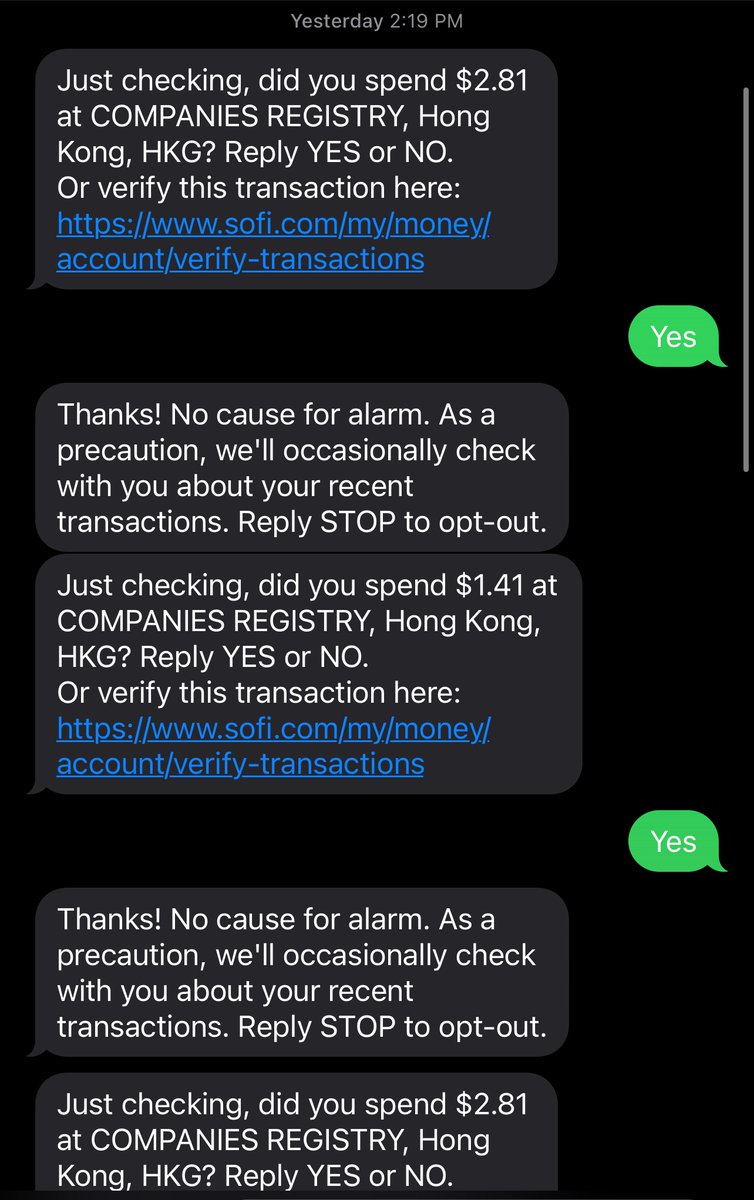 Yesterday 2:19 PM
Just checking, did you spend $2.81
at COMPANIES REGISTRY, Hong
Kong, HKG? Reply YES or NO.
Or verify this transaction here:
https://www.sofi.com/my/money/
account/verify-transactions
Yes
Thanks! No cause for alarm. As a
precaution, we'll occasionally check
with you about your recent
transactions. Reply STOP to opt-out.
Just checking, did you spend $1.41 at
COMPANIES REGISTRY, Hong Kong,
HKG? Reply YES or NO.
Or verify this transaction here:
https://www.sofi.com/my/money/
account/verify-transactions
Yes
Thanks! No cause for alarm. As a
precaution, we'll occasionally check
with you about your recent
transactions. Reply STOP to opt-out.
Just checking, did you spend $2.81
at COMPANIES REGISTRY, Hong
Kong, HKG? Reply YES or NO.